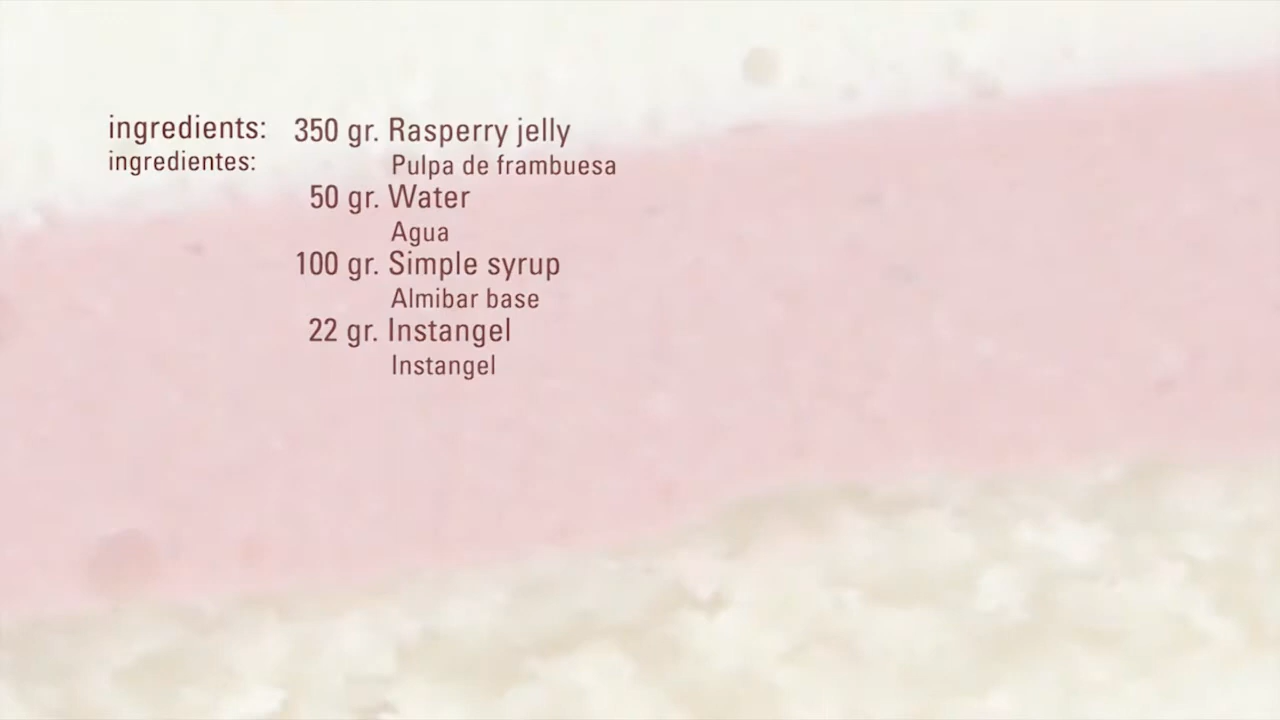 ingredients: 350 gr. Rasperry jelly
ingredientes: Pulpa de frambuesa
50 gr. Water
Agua
100 gr. Simple syrup
Almibar base
22 gr. Instangel
Instangel